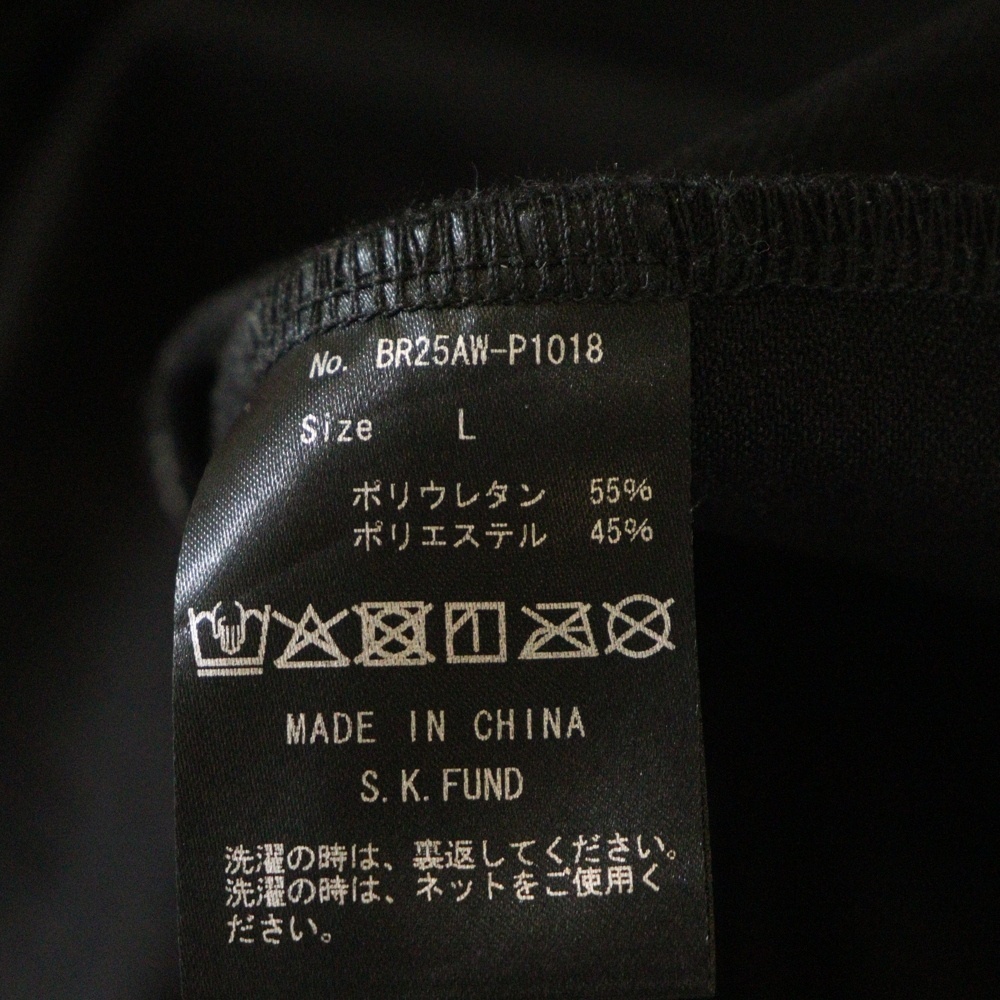 No. BR25AW-P1018
Size L
ポリウレタン 55%
ポリエステル 45%
MADE IN CHINA
S.K.FUND
洗濯の時は、裏返してください。
洗濯の時は、ネットをご使用く
ださい。